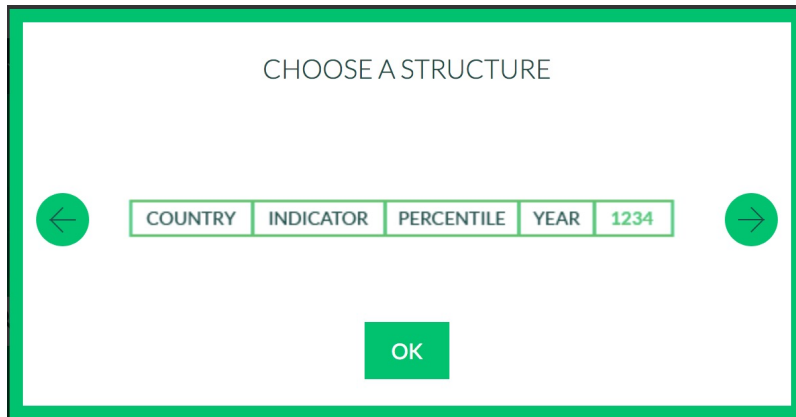 CHOOSE A STRUCTURE
COUNTRY INDICATOR PERCENTILE YEAR 1234
OK